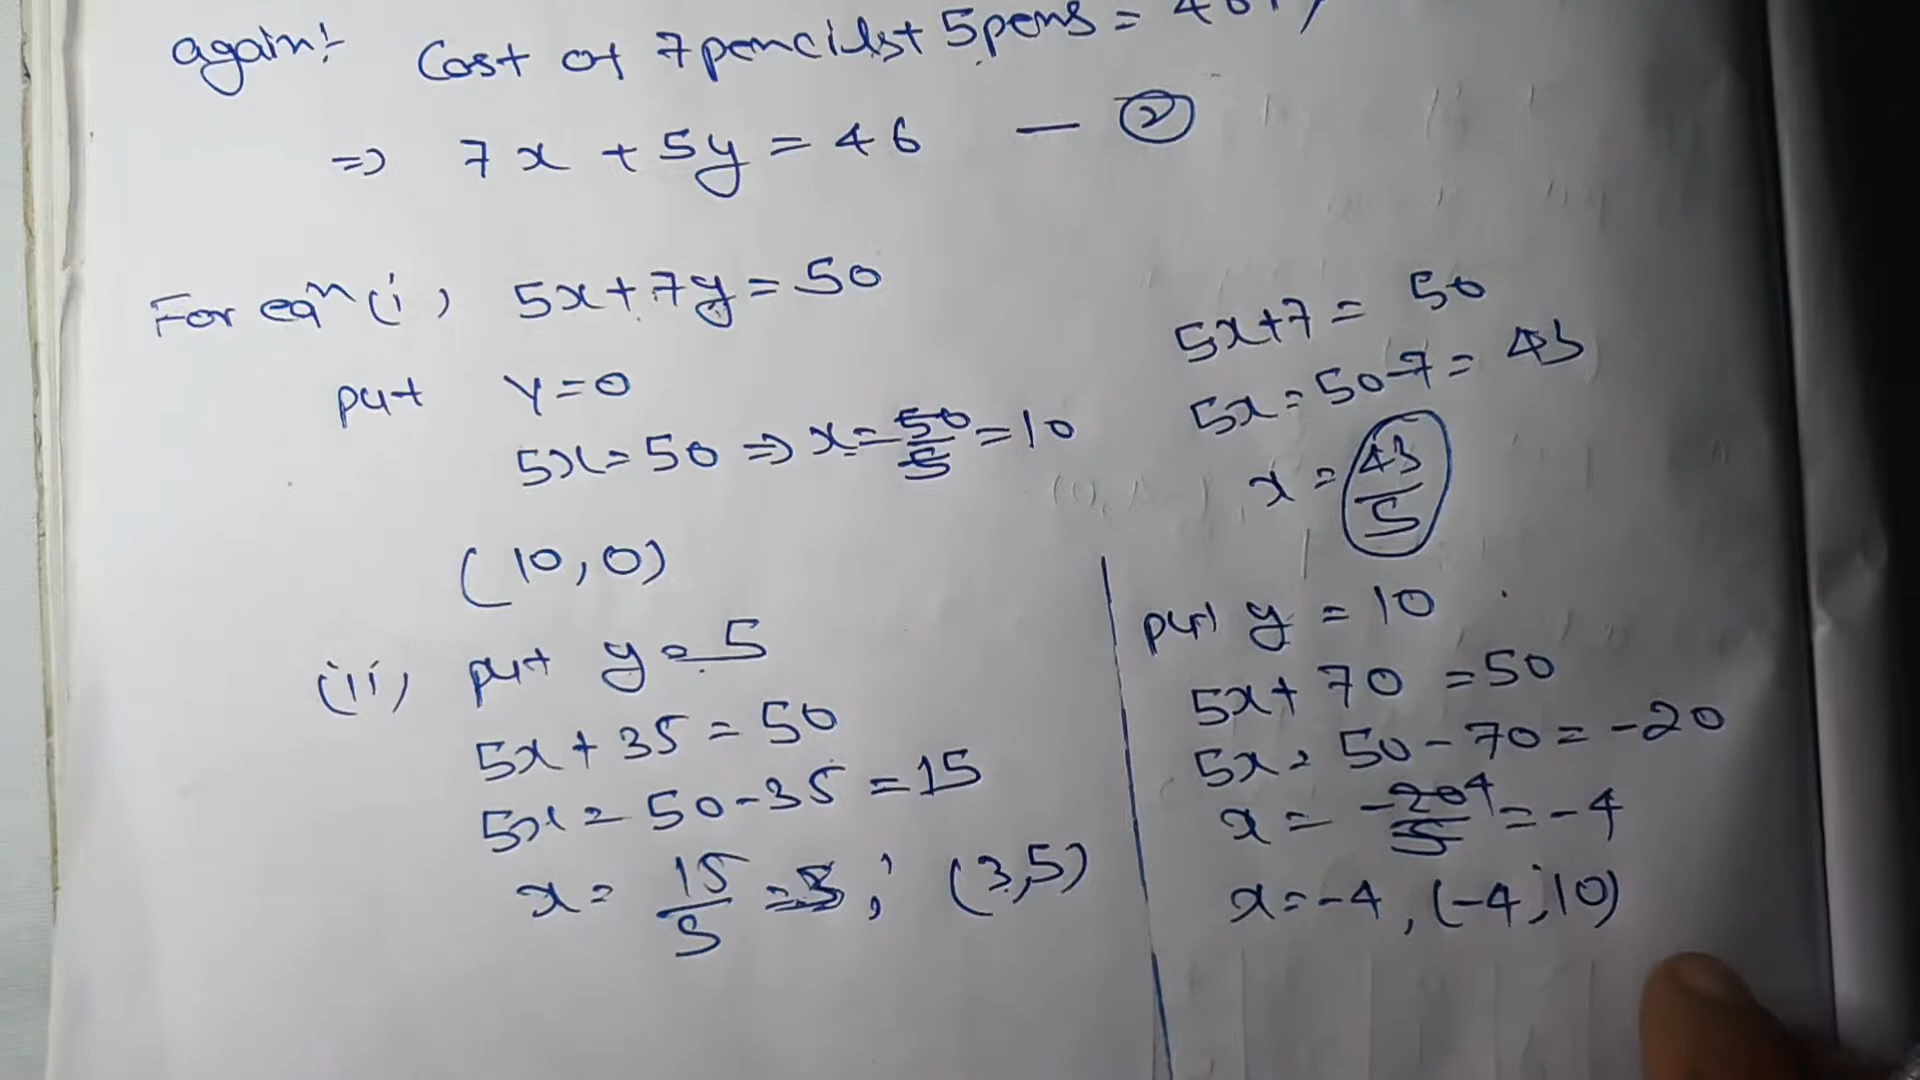 again:- Cost of 7 pencils + 5 pens = 46
=> 7x + 5y = 46 — ②
For eqn (i) 5x + 7y = 50
put y = 0
5x = 50 => x = 50/5 = 10
(10, 0)
(ii) put y = 5
5x + 35 = 50
5x = 50 - 35 = 15
x = 15/5 = 3 ; (3,5)
5x + 7 = 50
5x = 50 - 7 = 43
x = 43/5
put y = 10
5x + 70 = 50
5x = 50 - 70 = -20
x = -20/5 4 = -4
x = -4, (-4, 10)